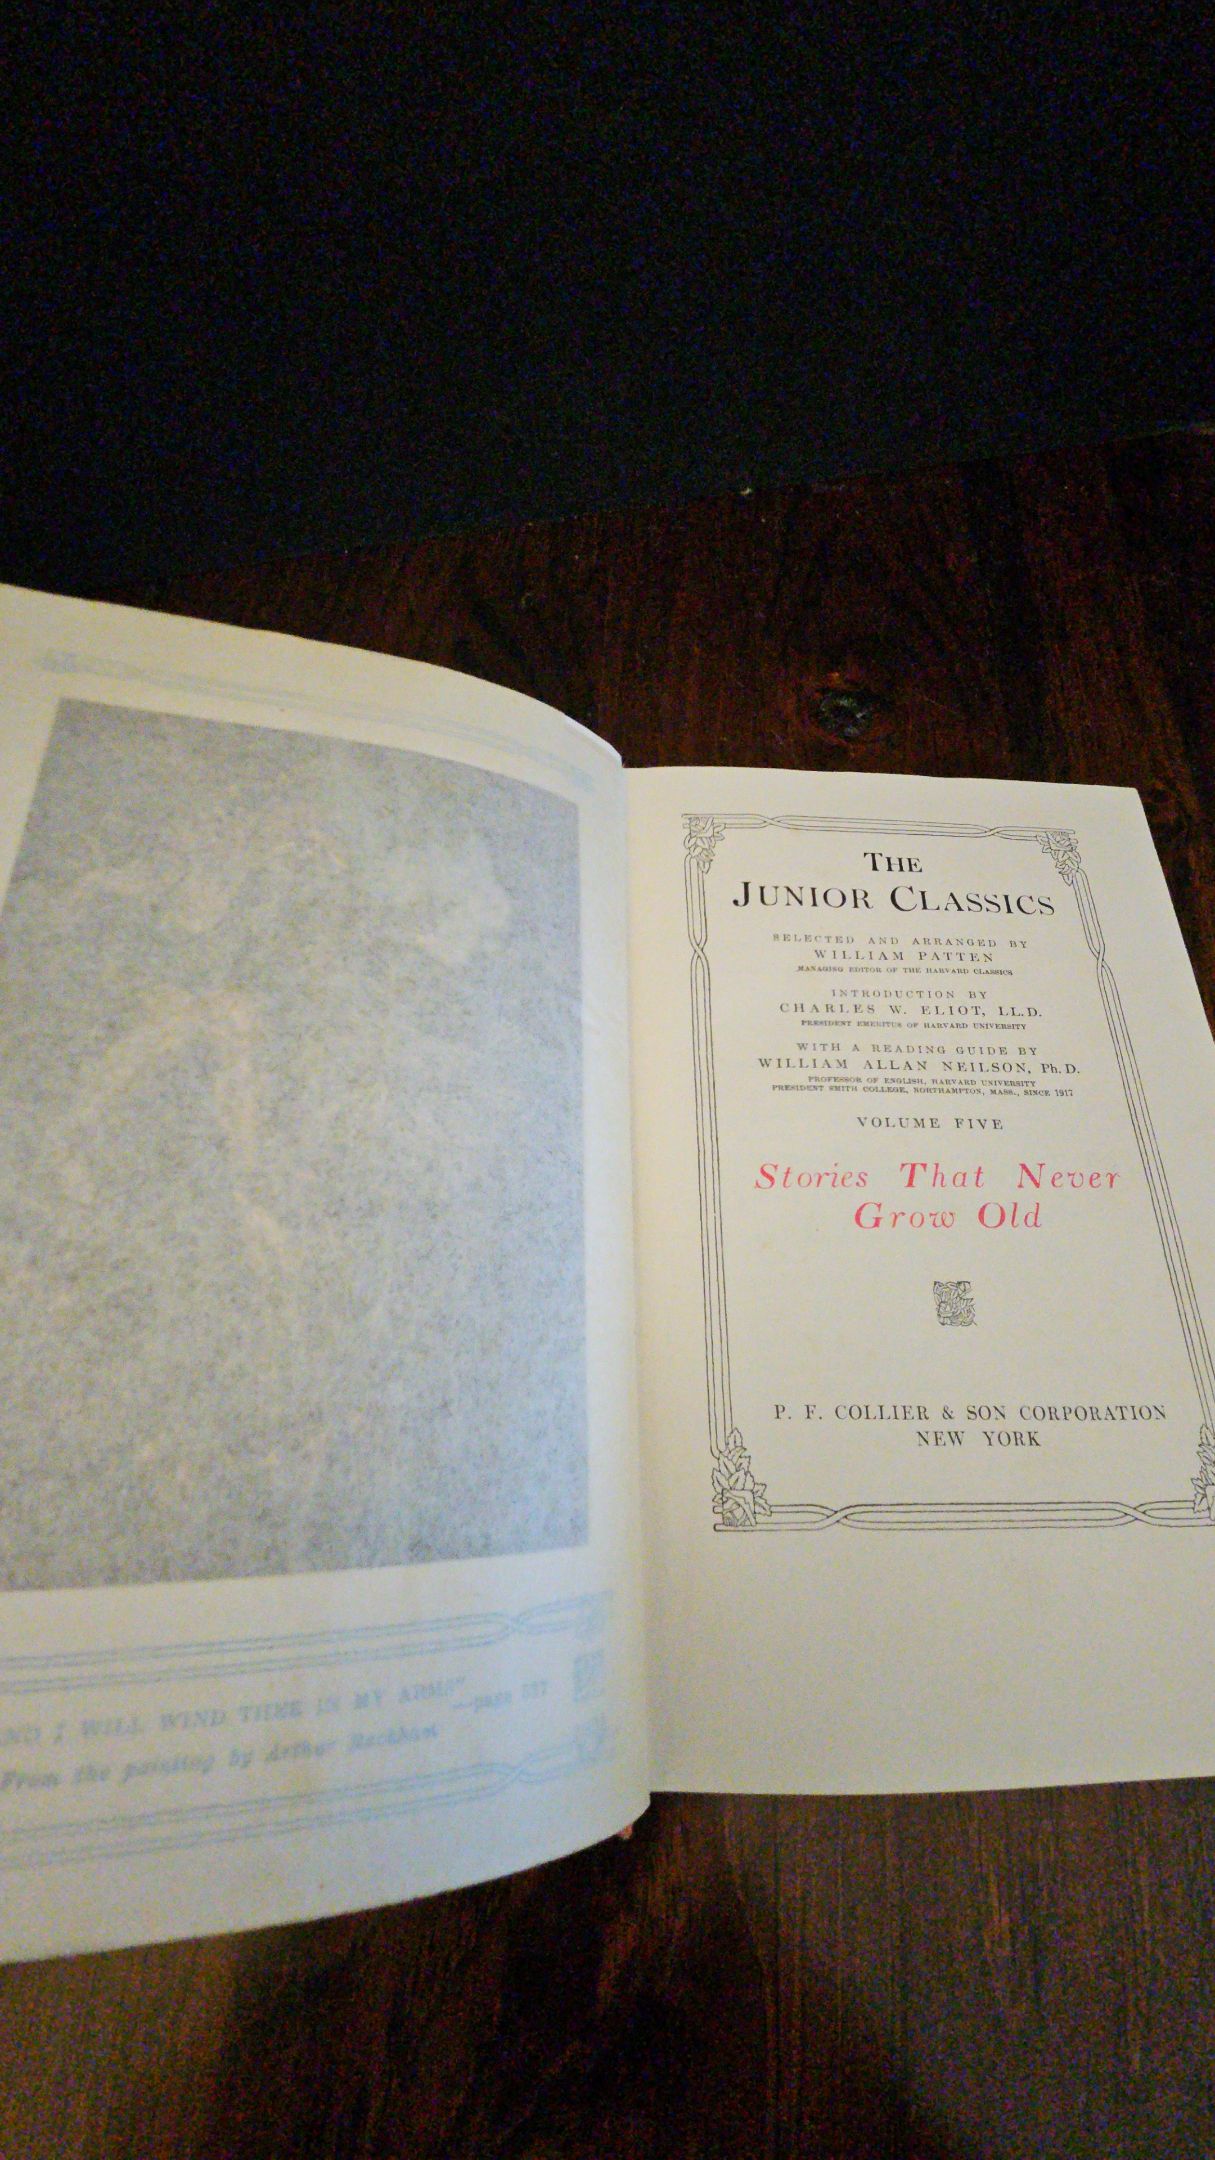 AND I WILL WIND THEE IN MY ARMS"
—PAGE
From the painting by Arthur Rackham
THE
JUNIOR CLASSICS
SELECTED AND ARRANGED BY
WILLIAM PATTEN
MANAGING EDITOR OF THE HARVARD CLASSICS
INTRODUCTION BY
CHARLES W. ELIOT, LL.D.
PRESIDENT EMERITUS OF HARVARD UNIVERSITY
WITH A READING GUIDE BY
WILLIAM ALLAN NEILSON, Ph.D.
PROFESSOR OF ENGLISH, HARVARD UNIVERSITY
PRESIDENT SMITH COLLEGE, NORTHAMPTON, MASS., SINCE 1917
VOLUME FIVE
Stories That Never
Grow Old
P. F. COLLIER & SON CORPORATION
NEW YORK